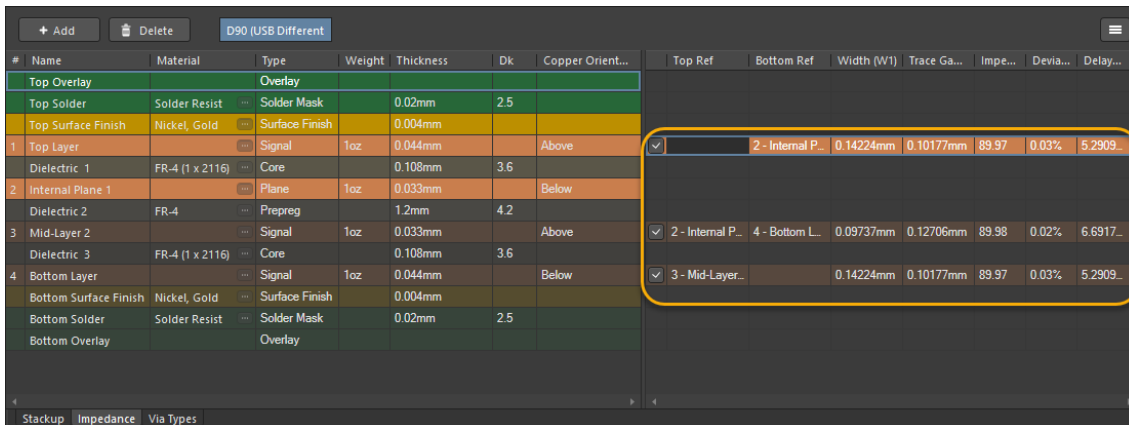 + Add Delete D90 (USB Different
# Name Material Type Weight Thickness Dk Copper Orient... Top Ref Bottom Ref Width (W1) Trace Ga... Impe... Devia... Delay...
Top Overlay Overlay
Top Solder Solder Resist ... Solder Mask 0.02mm 2.5
Top Surface Finish Nickel, Gold ... Surface Finish 0.004mm
1 Top Layer ... Signal 1oz 0.044mm Above 2 - Internal P... 0.14224mm 0.10177mm 89.97 0.03% 5.2909...
Dielectric 1 FR-4 (1 x 2116) ... Core 0.108mm 3.6
2 Internal Plane 1 ... Plane 1oz 0.033mm Below
Dielectric 2 FR-4 ... Prepreg 1.2mm 4.2
3 Mid-Layer 2 ... Signal 1oz 0.033mm Above 2 - Internal P... 4 - Bottom L... 0.09737mm 0.12706mm 89.98 0.02% 6.6917...
Dielectric 3 FR-4 (1 x 2116) ... Core 0.108mm 3.6
4 Bottom Layer ... Signal 1oz 0.044mm Below 3 - Mid-Layer... 0.14224mm 0.10177mm 89.97 0.03% 5.2909...
Bottom Surface Finish Nickel, Gold ... Surface Finish 0.004mm
Bottom Solder Solder Resist ... Solder Mask 0.02mm 2.5
Bottom Overlay Overlay
Stackup Impedance Via Types